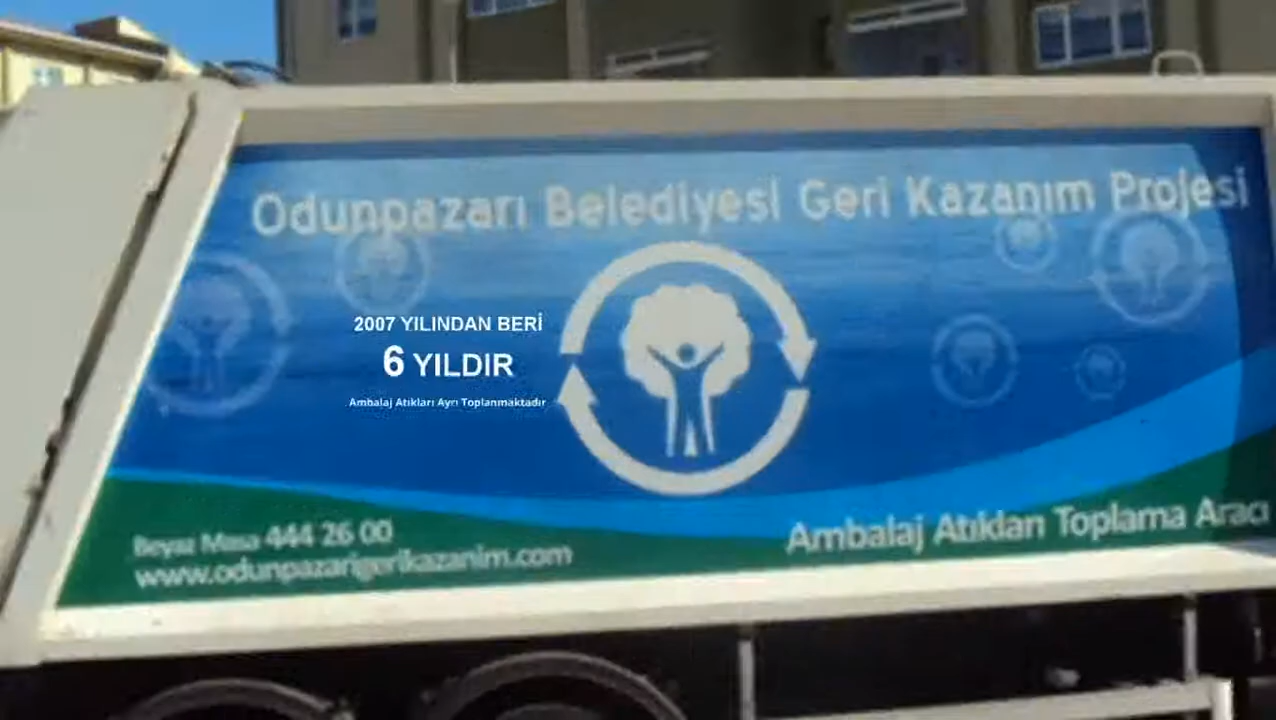 Odunpazarı Belediyesi Geri Kazanım Projesi
2007 YILINDAN BERİ
6 YILDIR
Ambalaj Atıkları Ayrı Toplanmaktadır
Beyaz Masa 444 26 00
www.odunpazarigerikazanim.com
Ambalaj Atıkları Toplama Aracı